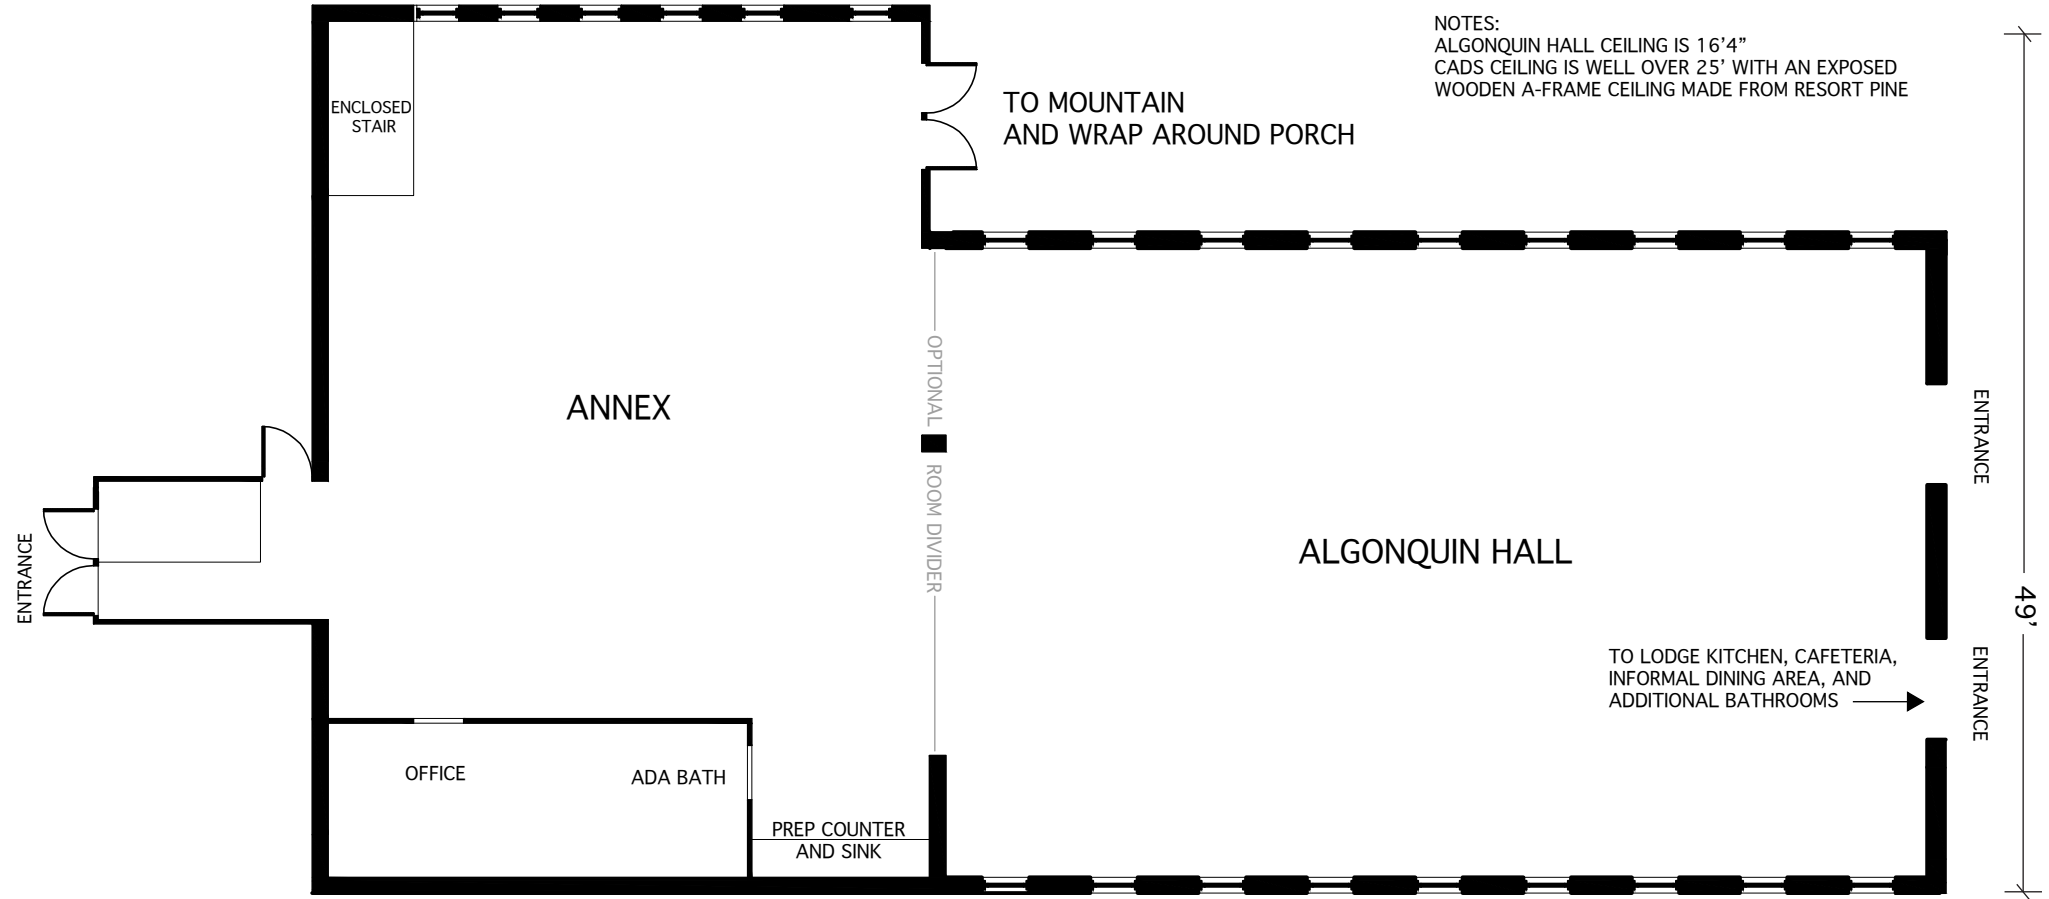 NOTES:
ALGONQUIN HALL CEILING IS 16’4”
CADS CEILING IS WELL OVER 25’ WITH AN EXPOSED
WOODEN A-FRAME CEILING MADE FROM RESORT PINE
ENCLOSED
STAIR
TO MOUNTAIN
AND WRAP AROUND PORCH
OPTIONAL
ROOM DIVIDER
ANNEX
ENTRANCE
ALGONQUIN HALL
ENTRANCE
49’
TO LODGE KITCHEN, CAFETERIA,
INFORMAL DINING AREA, AND
ADDITIONAL BATHROOMS
ENTRANCE
OFFICE
ADA BATH
PREP COUNTER
AND SINK